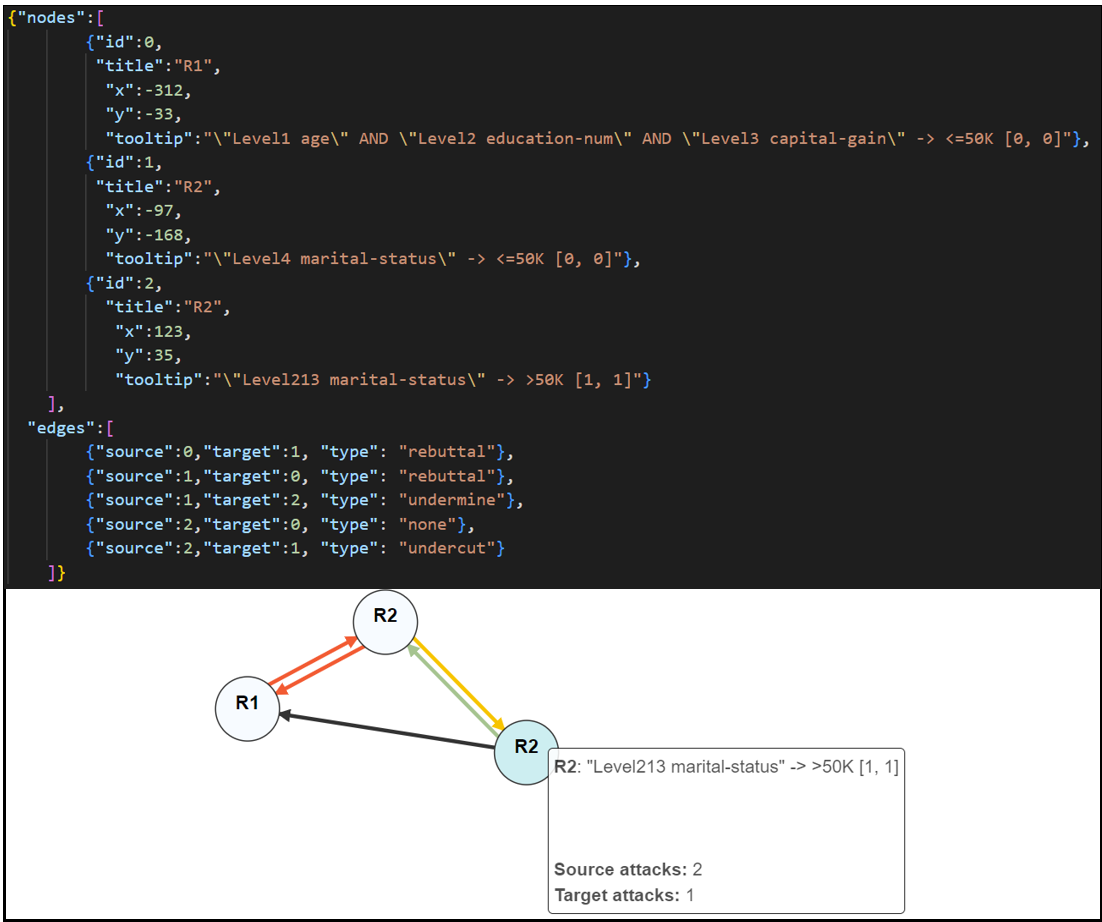 {"nodes":[
{"id":0,
"title":"R1",
"x":-312,
"y":-33,
"tooltip":"\"Level1 age\" AND \"Level2 education-num\" AND \"Level3 capital-gain\" -> <=50K [0, 0]"},
{"id":1,
"title":"R2",
"x":-97,
"y":-168,
"tooltip":"\"Level4 marital-status\" -> <=50K [0, 0]"},
{"id":2,
"title":"R2",
"x":123,
"y":35,
"tooltip":"\"Level213 marital-status\" -> >50K [1, 1]"}
],
"edges":[
{"source":0,"target":1, "type": "rebuttal"},
{"source":1,"target":0, "type": "rebuttal"},
{"source":1,"target":2, "type": "undermine"},
{"source":2,"target":0, "type": "none"},
{"source":2,"target":1, "type": "undercut"}
]}
R2
R1
R2
R2: "Level213 marital-status" -> >50K [1, 1]
Source attacks: 2
Target attacks: 1